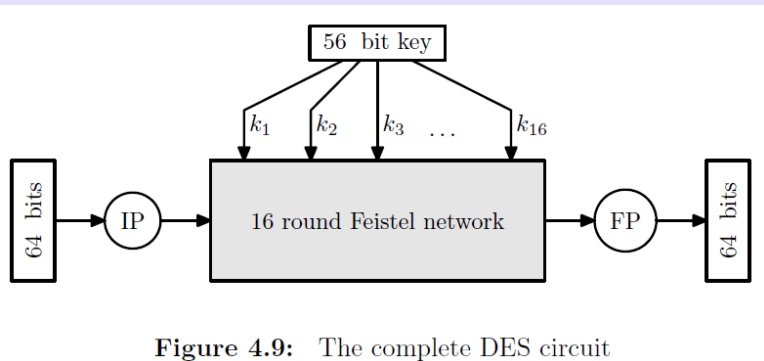 56 bit key
k1 k2 k3 ... k16
64 bits
IP
16 round Feistel network
FP
64 bits
Figure 4.9: The complete DES circuit